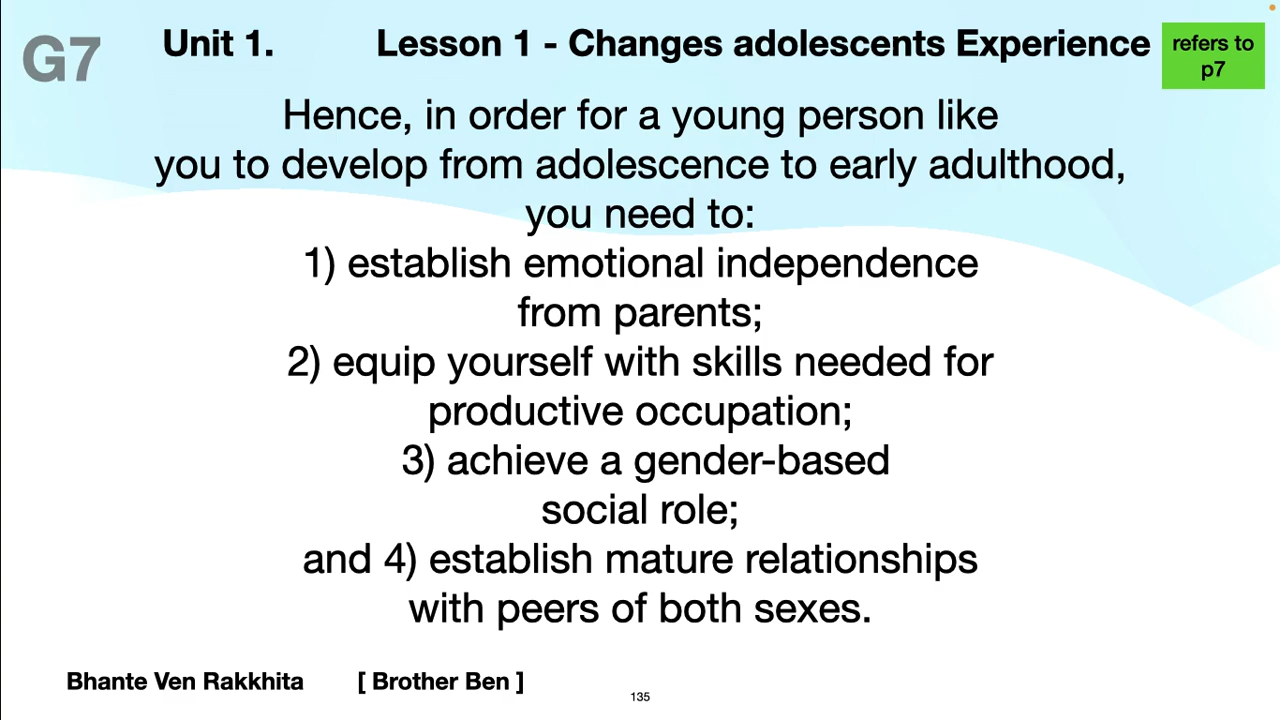 G7
Unit 1. Lesson 1 - Changes adolescents Experience
refers to
p7
Hence, in order for a young person like
you to develop from adolescence to early adulthood,
you need to:
1) establish emotional independence
from parents;
2) equip yourself with skills needed for
productive occupation;
3) achieve a gender-based
social role;
and 4) establish mature relationships
with peers of both sexes.
Bhante Ven Rakkhita [ Brother Ben ]
135